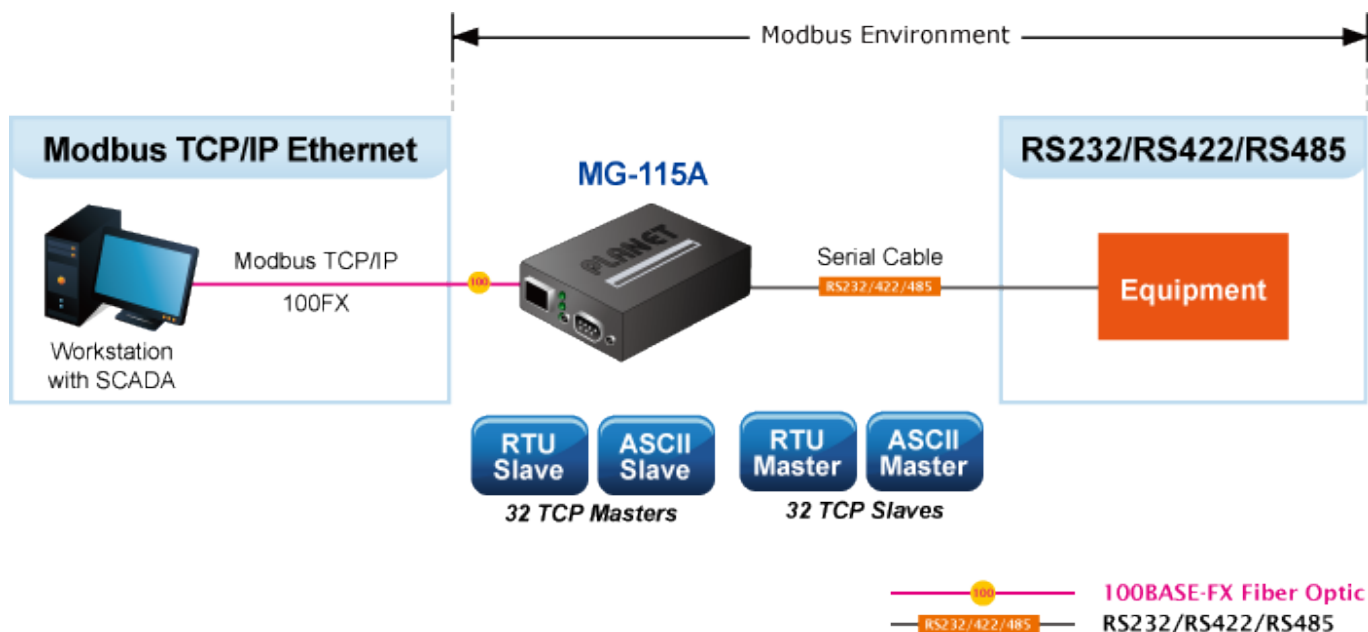 Modbus Environment
Modbus TCP/IP Ethernet
RS232/RS422/RS485
MG-115A
PLANET
Modbus TCP/IP
100
100FX
Serial Cable
RS232/422/485
Equipment
Workstation
with SCADA
RTU
Slave
ASCII
Slave
RTU
Master
ASCII
Master
32 TCP Masters
32 TCP Slaves
100
100BASE-FX Fiber Optic
RS232/422/485
RS232/RS422/RS485